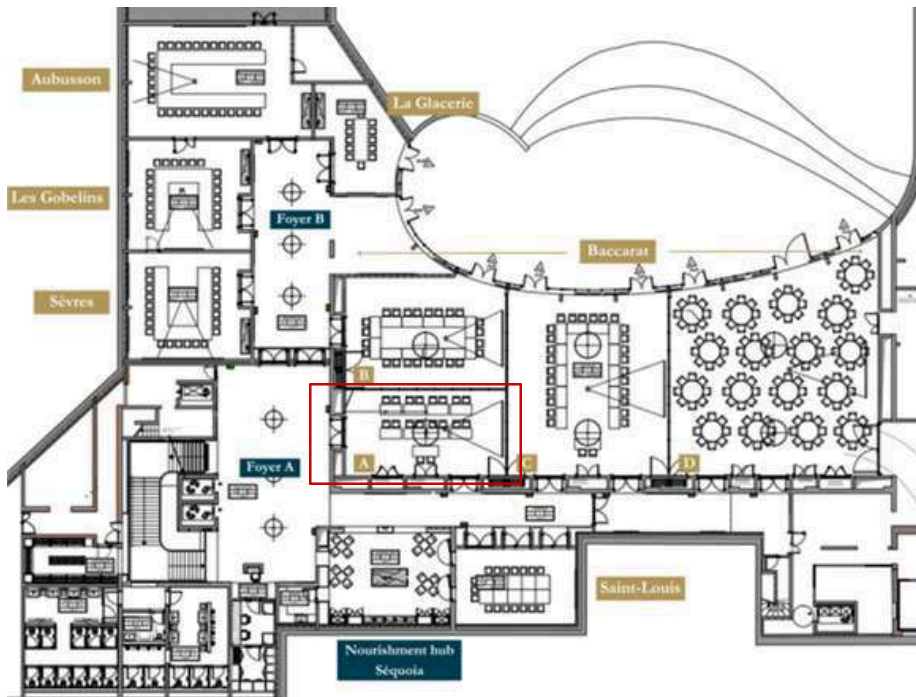 Aubusson
La Glacerie
Les Gobelins
Foyer B
Baccarat
Sèvres
B
A
C
D
Foyer A
Saint-Louis
Nourishment hub
Séquoia